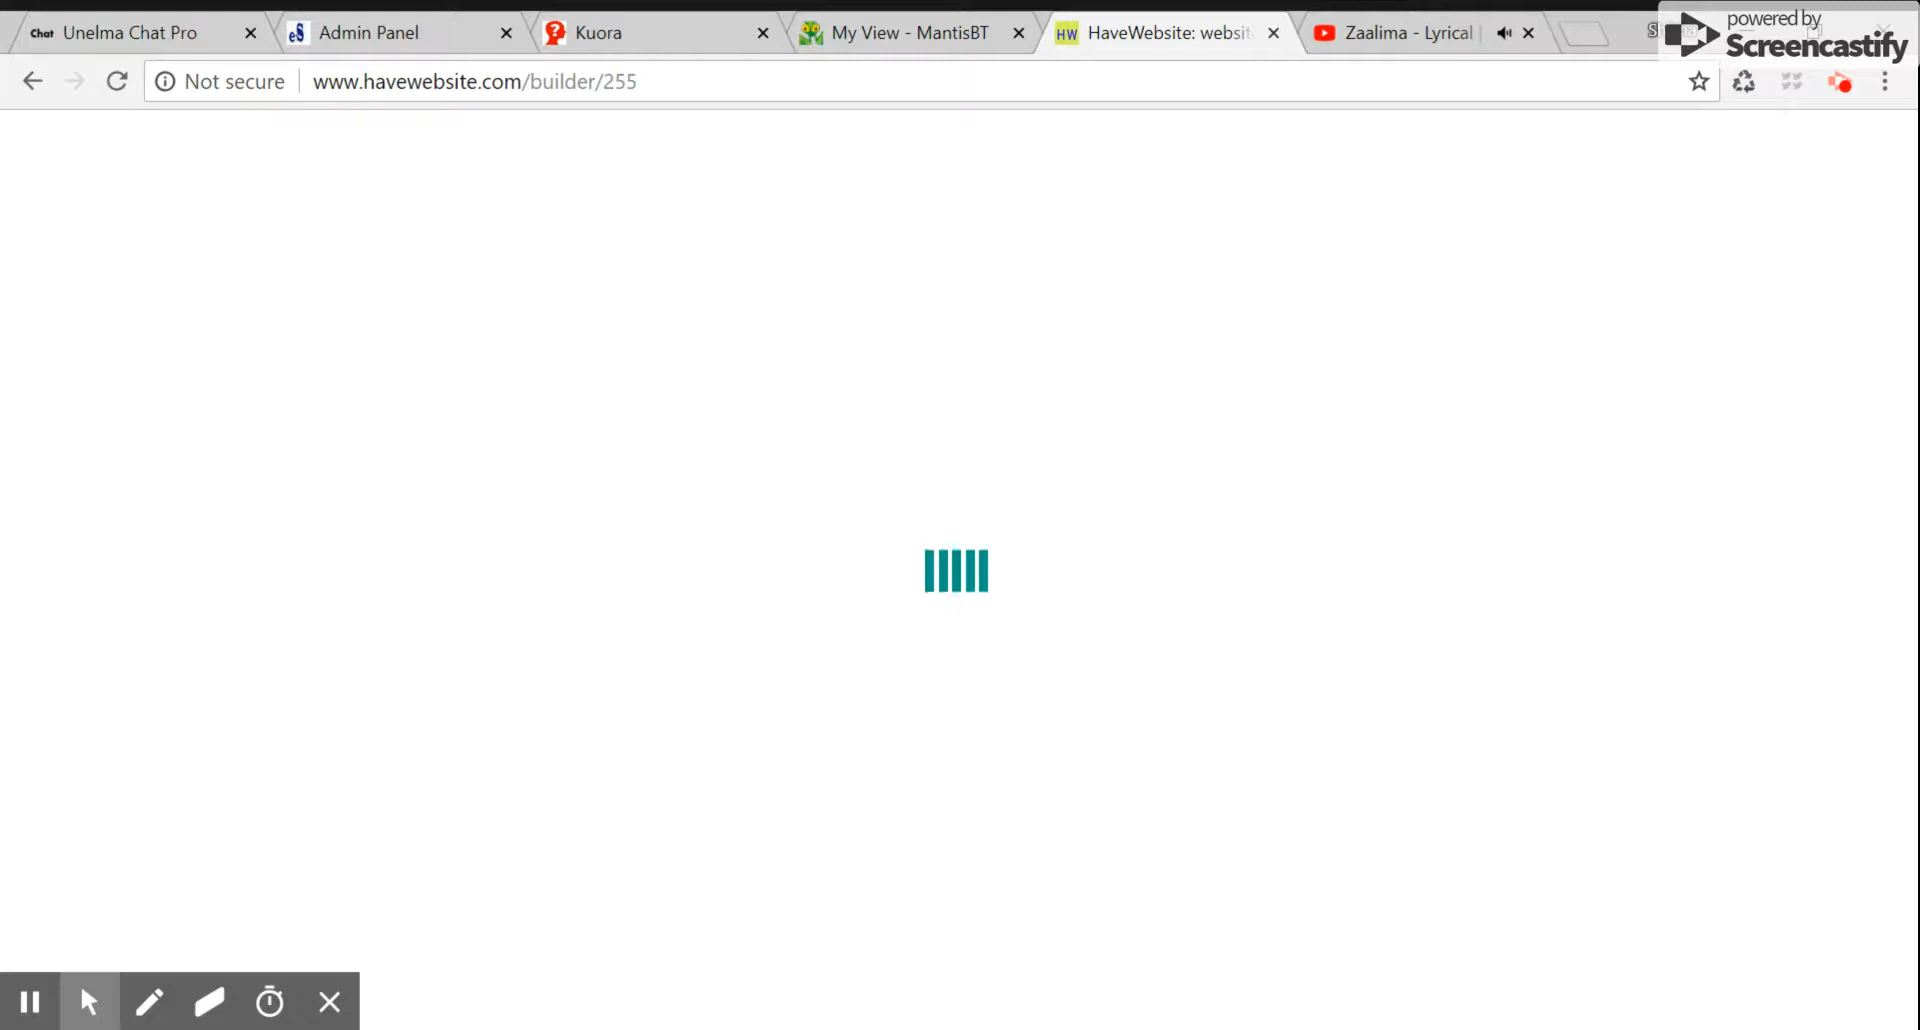 Chat Unelma Chat Pro
eS Admin Panel
Kuora
My View - MantisBT
HW HaveWebsite: websit
Zaalima - Lyrical
powered by
Screencastify
Not secure
www.havewebsite.com/builder/255